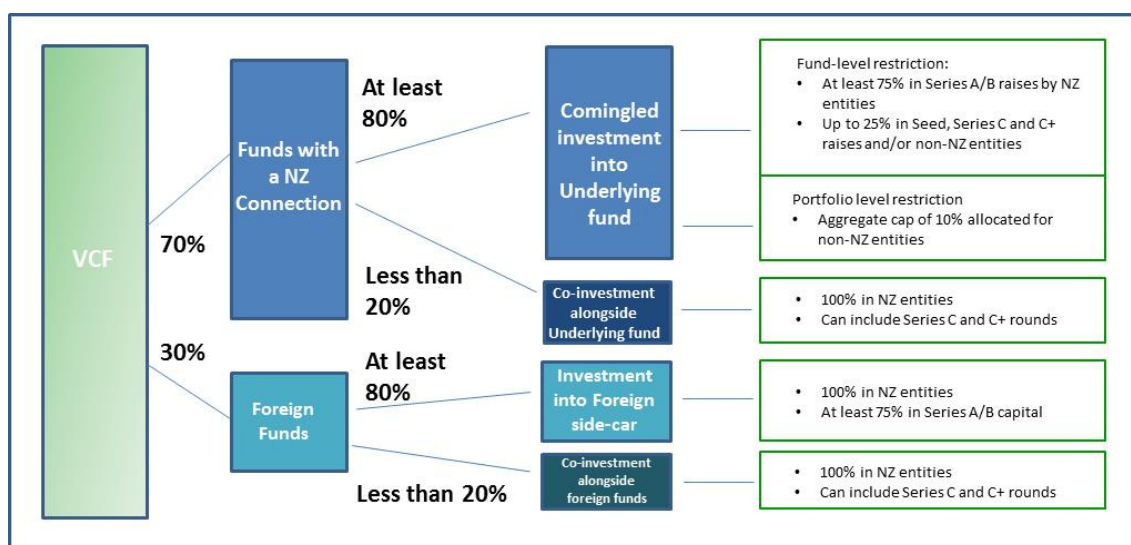 VCF
70%
30%
Funds with
a NZ
Connection
Foreign
Funds
At least
80%
Less than
20%
At least
80%
Less than 20%
Comingled
investment
into
Underlying
fund
Co-investment
alongside
Underlying fund
Investment
into Foreign
side-car
Co-investment
alongside
foreign funds
Fund-level restriction:
• At least 75% in Series A/B raises by NZ
entities
• Up to 25% in Seed, Series C and C+
raises and/or non-NZ entities
Portfolio level restriction
• Aggregate cap of 10% allocated for
non-NZ entities
• 100% in NZ entities
• Can include Series C and C+ rounds
• 100% in NZ entities
• At least 75% in Series A/B capital
• 100% in NZ entities
• Can include Series C and C+ rounds